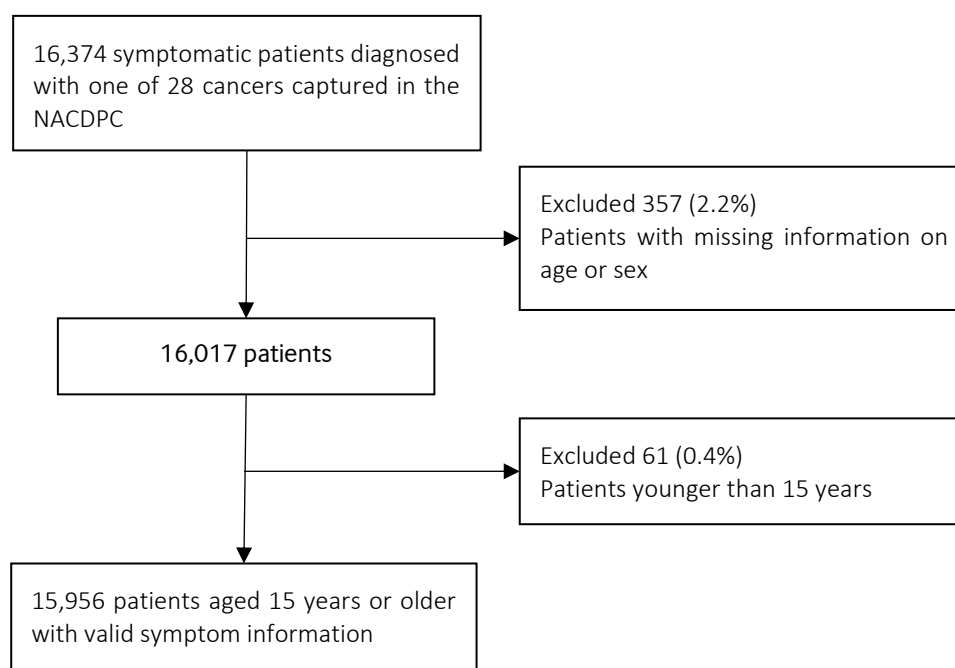 16,374 symptomatic patients diagnosed
with one of 28 cancers captured in the
NACDPC
Excluded 357 (2.2%)
Patients with missing information on
age or sex
16,017 patients
Excluded 61 (0.4%)
Patients younger than 15 years
15,956 patients aged 15 years or older
with valid symptom information